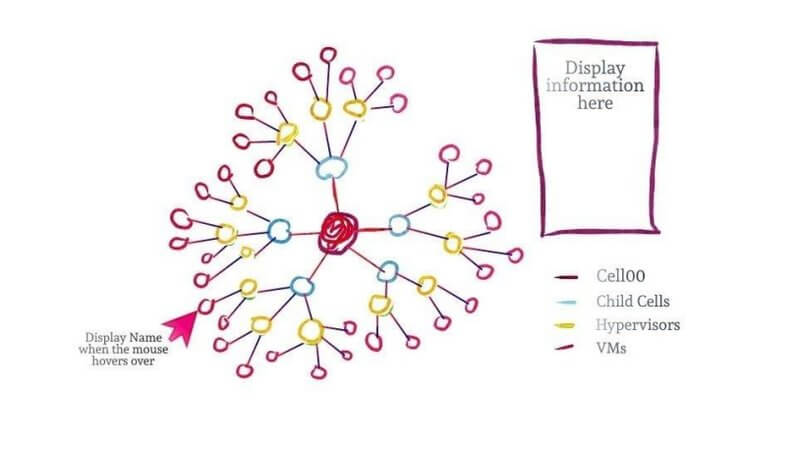 Display
information
here
Cell00
Child Cells
Hypervisors
VMs
Display Name
when the mouse
hovers over